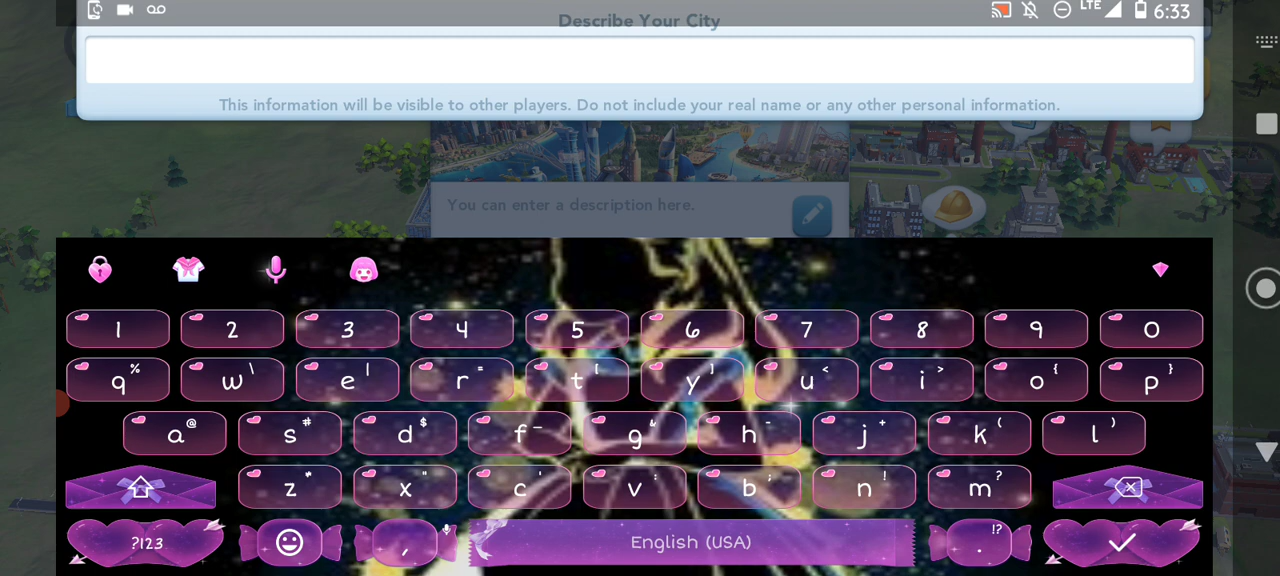 LTE 6:33
Describe Your City
This information will be visible to other players. Do not include your real name or any other personal information.
You can enter a description here.
1 2 3 4 5 6 7 8 9 0
q % w \ e | r = t [ y ] u < i > o { p }
a @ s # d $ f _ g & h - j + k ( l )
z * x " c ' v : b ; n ! m ?
?123 , English (USA) . !?